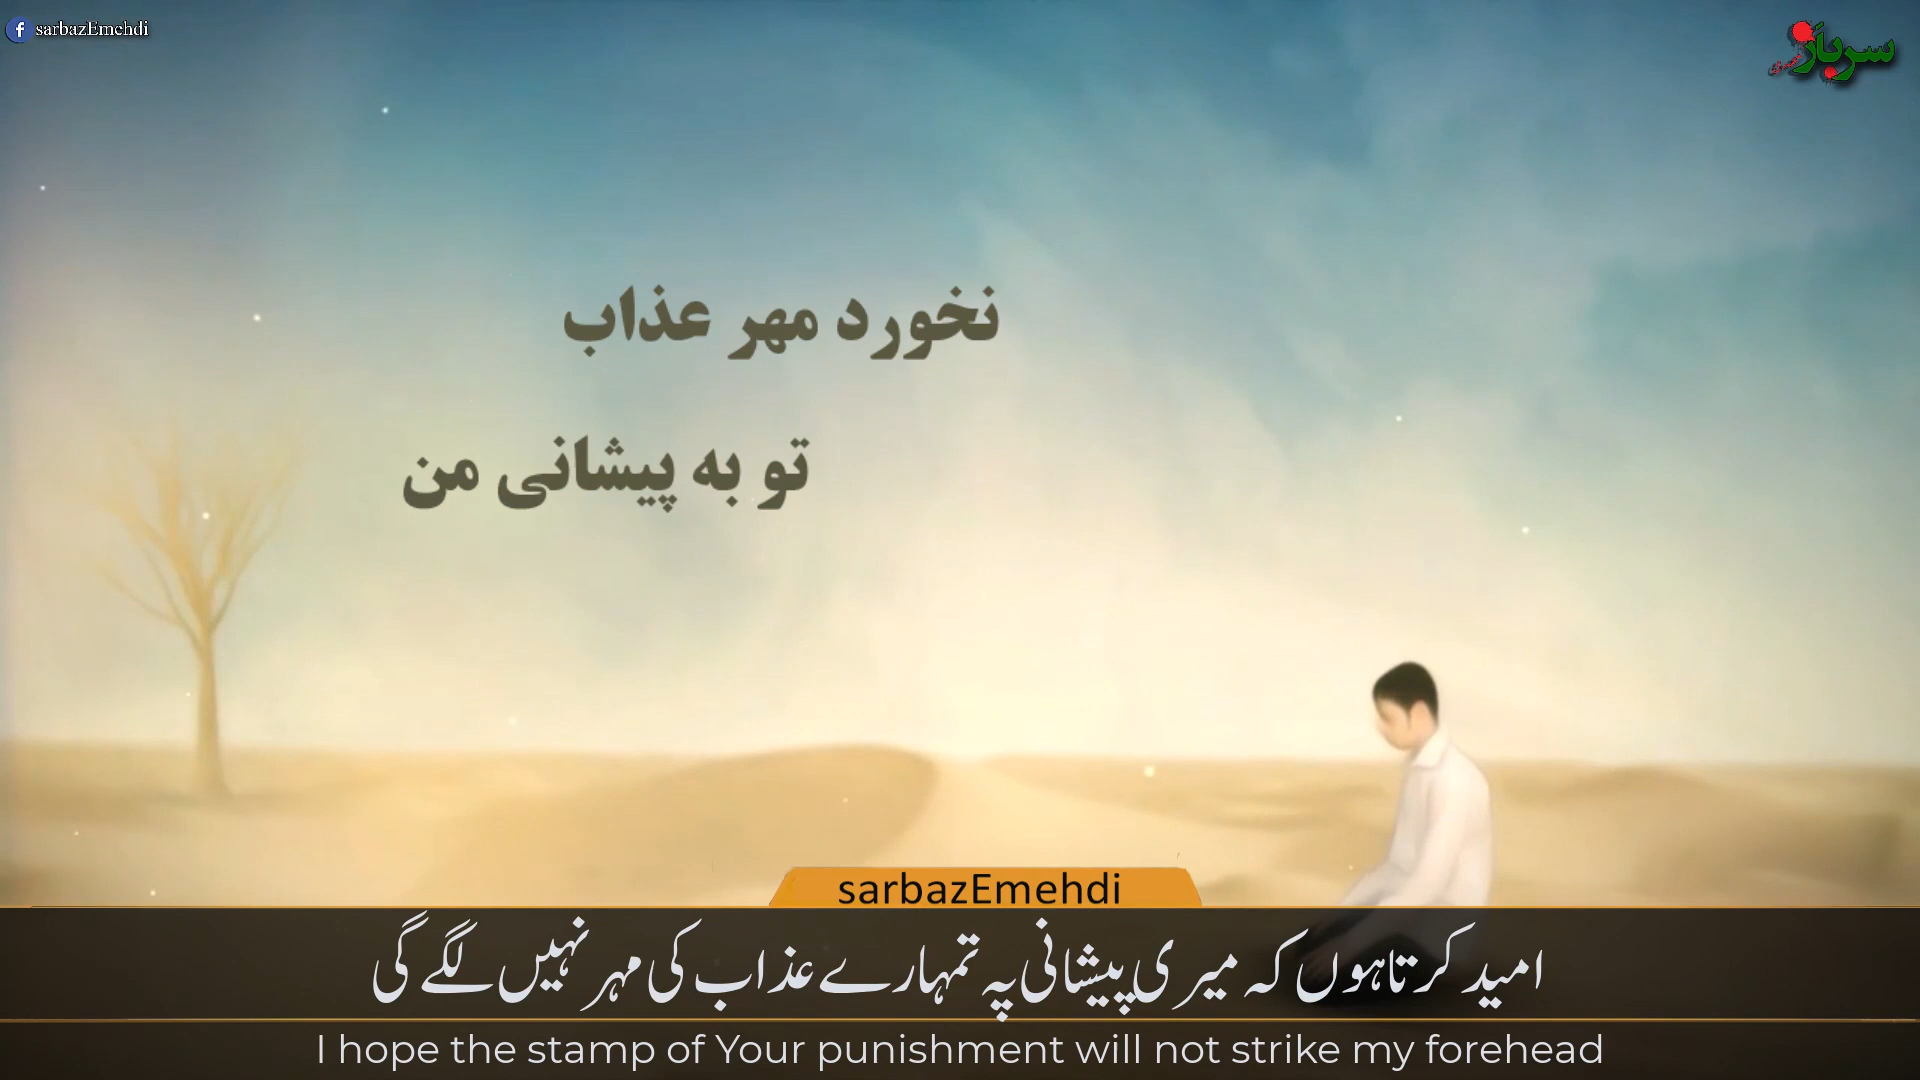 sarbazEmehdi
سرباز
نخورد مهر عذاب
تو به پیشانی من
sarbazEmehdi
امید کرتا ہوں کہ میری پیشانی پہ تمہارے عذاب کی مہر نہیں لگے گی
I hope the stamp of Your punishment will not strike my forehead